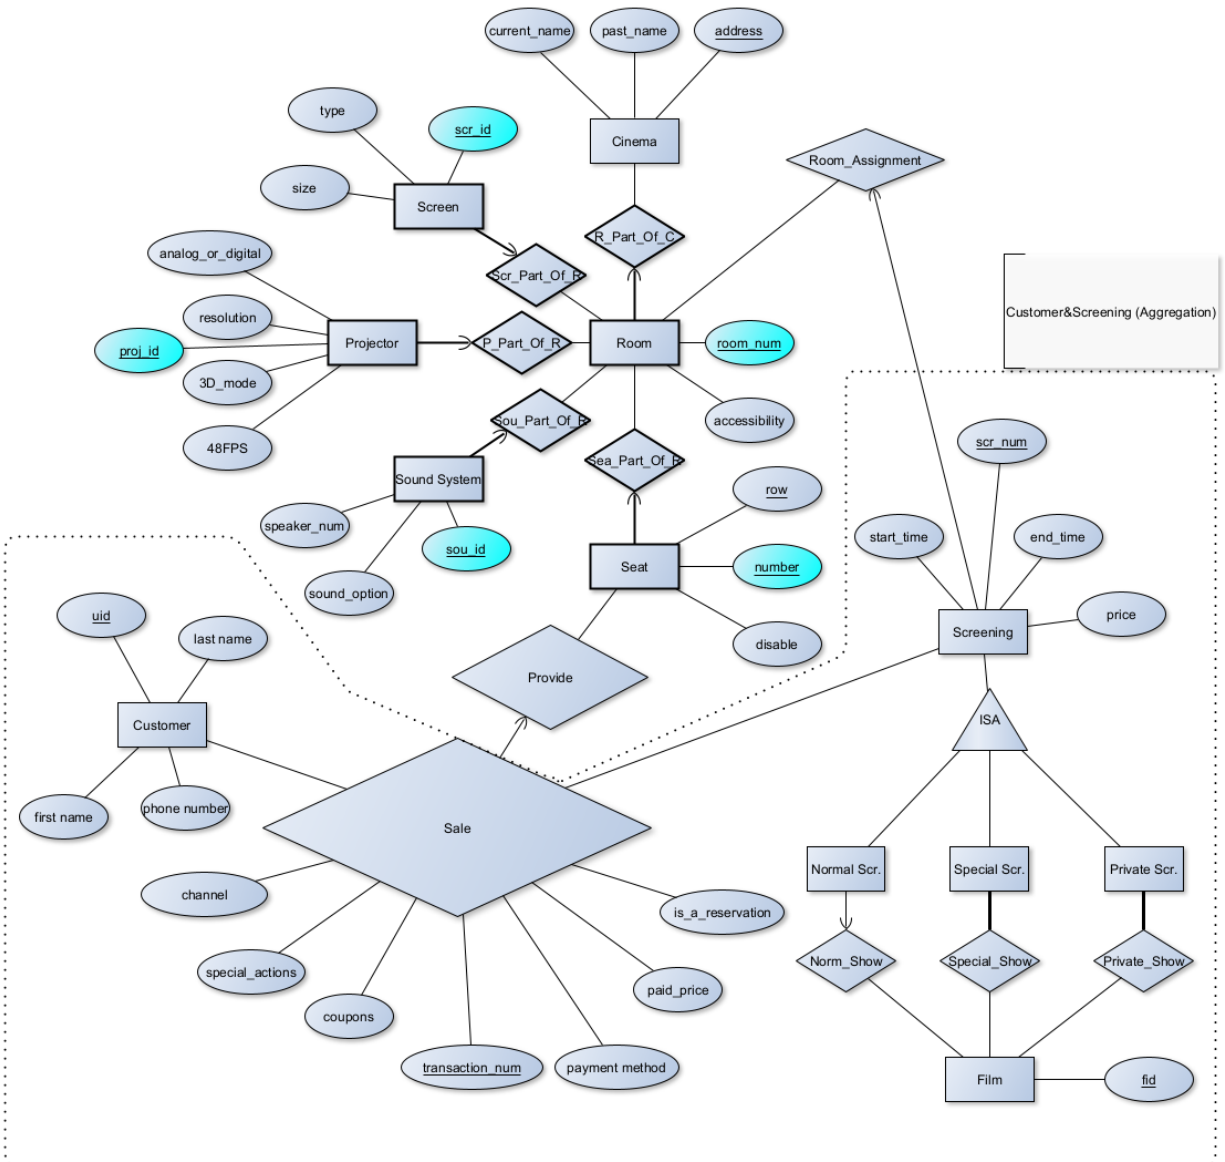 current_name
past_name
address
type
scr_id
Cinema
Room_Assignment
size
Screen
R_Part_Of_C
analog_or_digital
Scr_Part_Of_R
Customer&Screening (Aggregation)
resolution
proj_id
Projector
P_Part_Of_R
Room
room_num
3D_mode
Sou_Part_Of_R
accessibility
48FPS
scr_num
Sea_Part_Of_R
Sound System
row
speaker_num
sou_id
start_time
end_time
Seat
number
sound_option
uid
last name
disable
Screening
price
Provide
Customer
ISA
first name
phone number
Sale
Normal Scr.
Special Scr.
Private Scr.
channel
is_a_reservation
special_actions
Norm_Show
Special_Show
Private_Show
paid_price
coupons
transaction_num
payment method
Film
fid